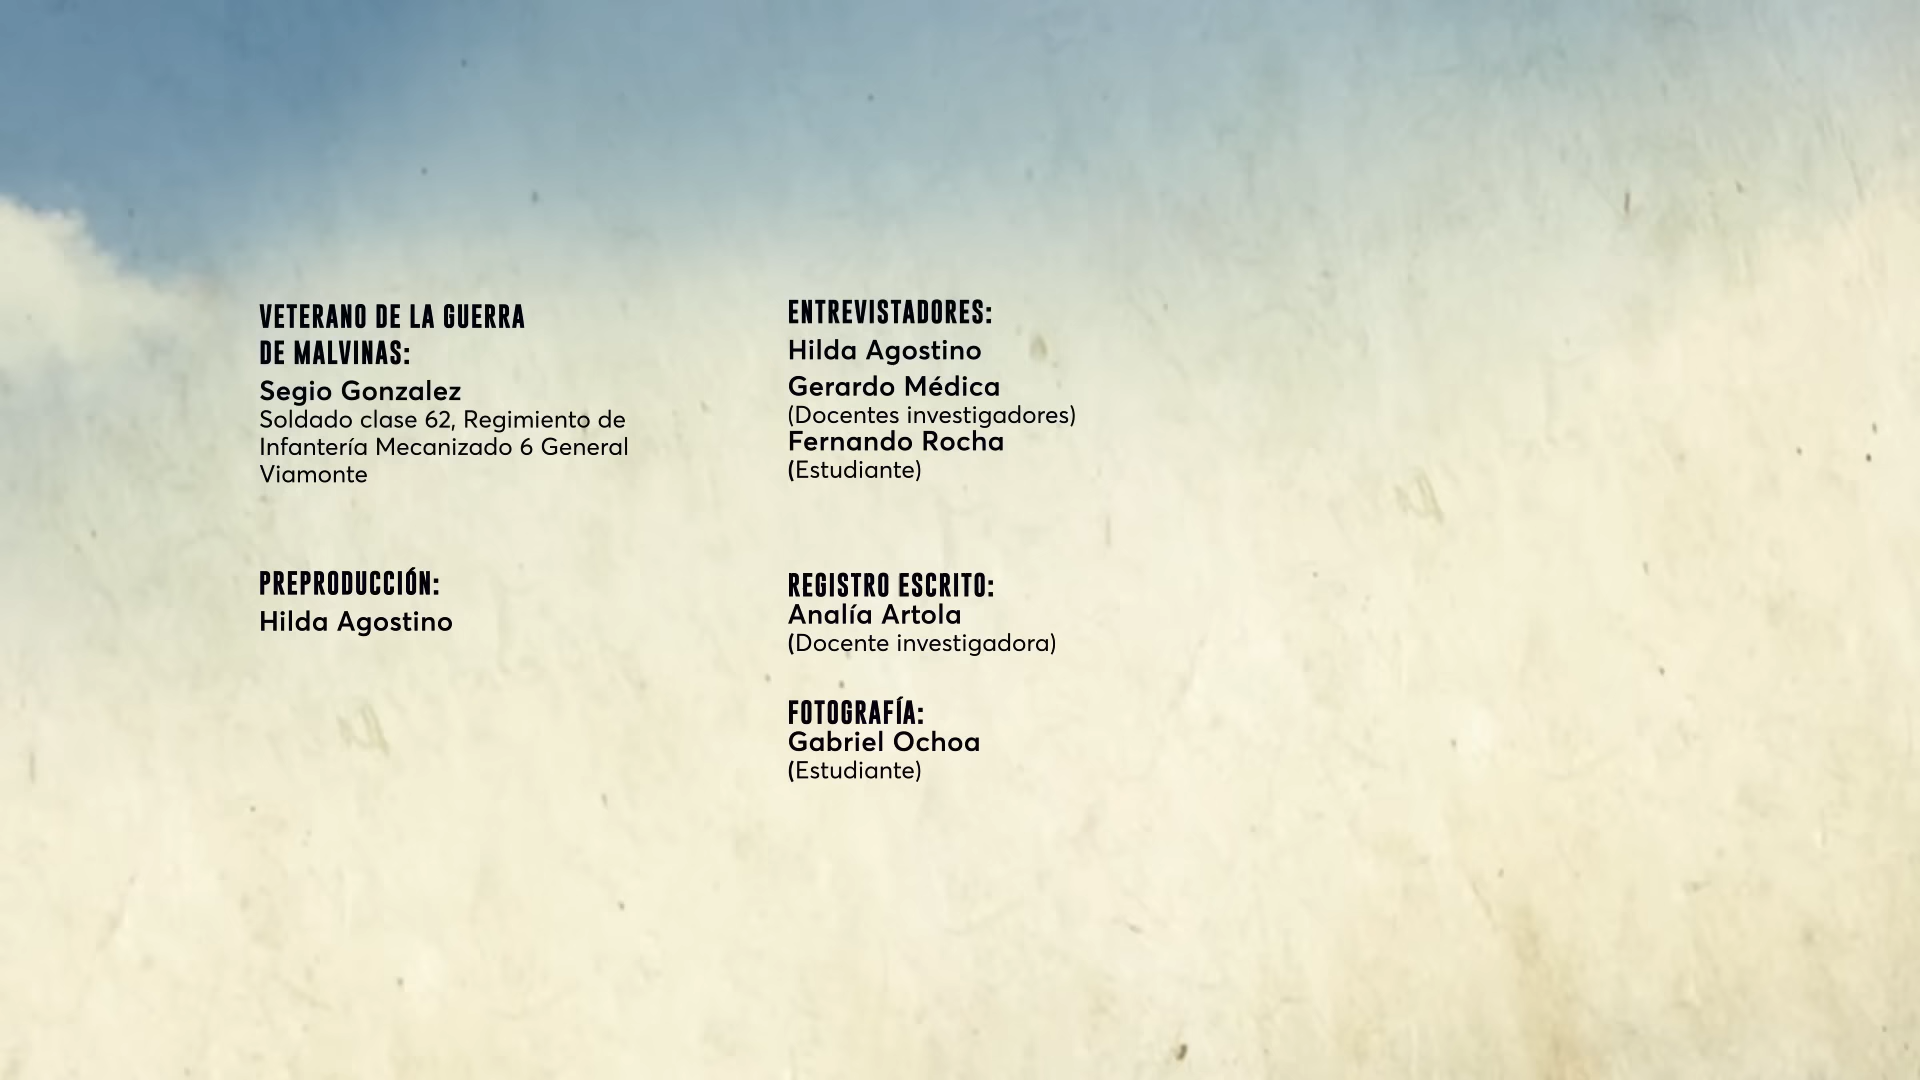 VETERANO DE LA GUERRA
DE MALVINAS:
Segio Gonzalez
Soldado clase 62, Regimiento de
Infantería Mecanizado 6 General
Viamonte
PREPRODUCCIÓN:
Hilda Agostino
ENTREVISTADORES:
Hilda Agostino
Gerardo Médica
(Docentes investigadores)
Fernando Rocha
(Estudiante)
REGISTRO ESCRITO:
Analía Artola
(Docente investigadora)
FOTOGRAFÍA:
Gabriel Ochoa
(Estudiante)